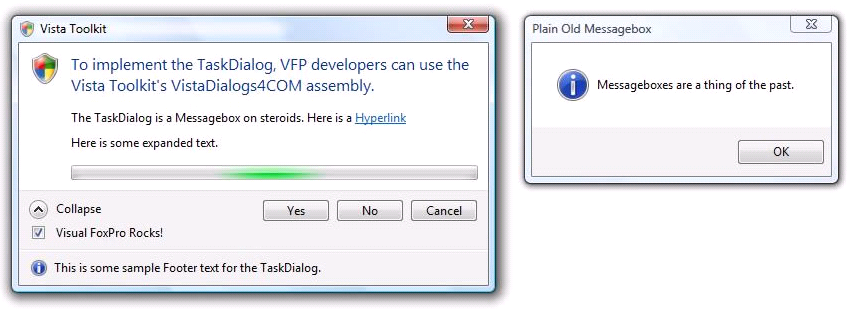 Vista Toolkit
To implement the TaskDialog, VFP developers can use the
Vista Toolkit's VistaDialogs4COM assembly.
The TaskDialog is a Messagebox on steroids. Here is a Hyperlink
Here is some expanded text.
Collapse
Yes
No
Cancel
Visual FoxPro Rocks!
This is some sample Footer text for the TaskDialog.
Plain Old Messagebox
Messageboxes are a thing of the past.
OK